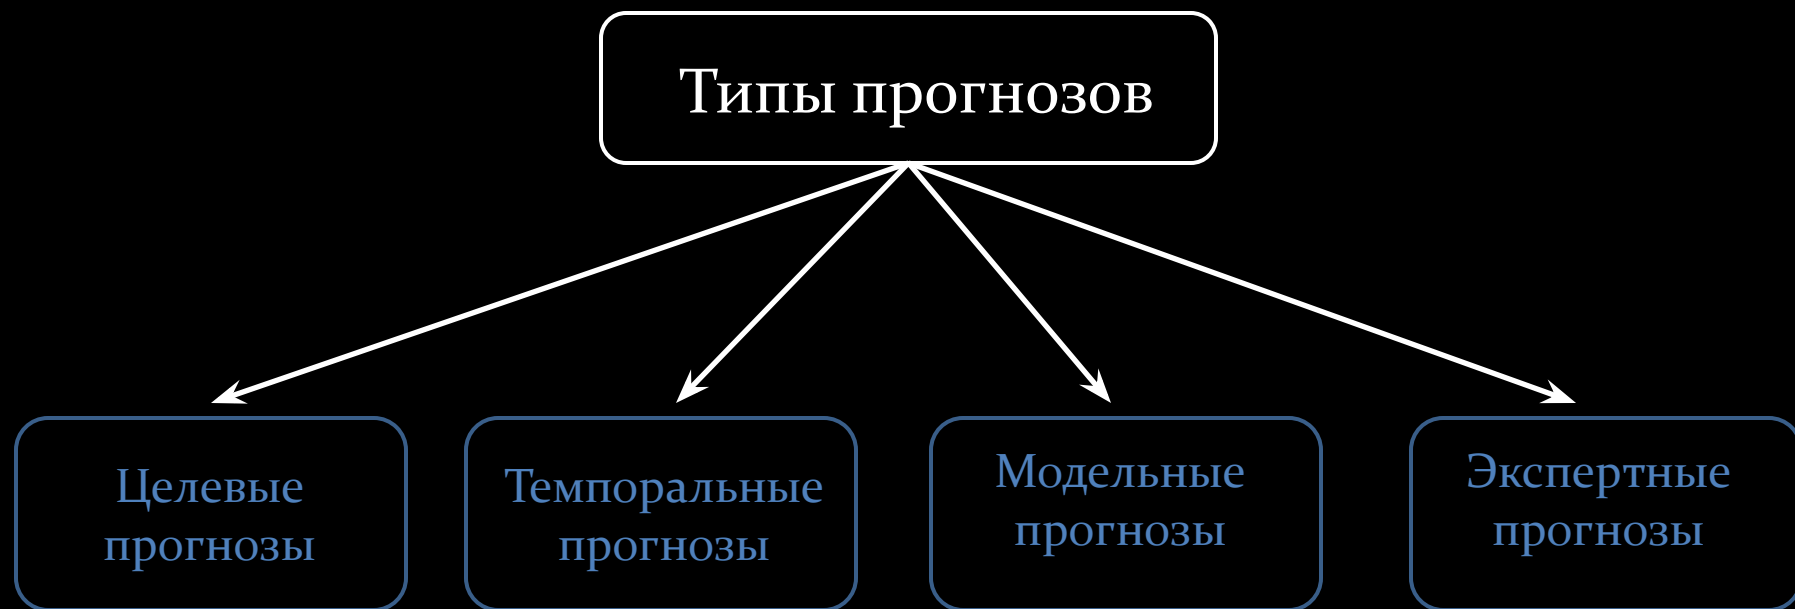 Типы прогнозов
Целевые
прогнозы
Темпоральные
прогнозы
Модельные
прогнозы
Экспертные
прогнозы